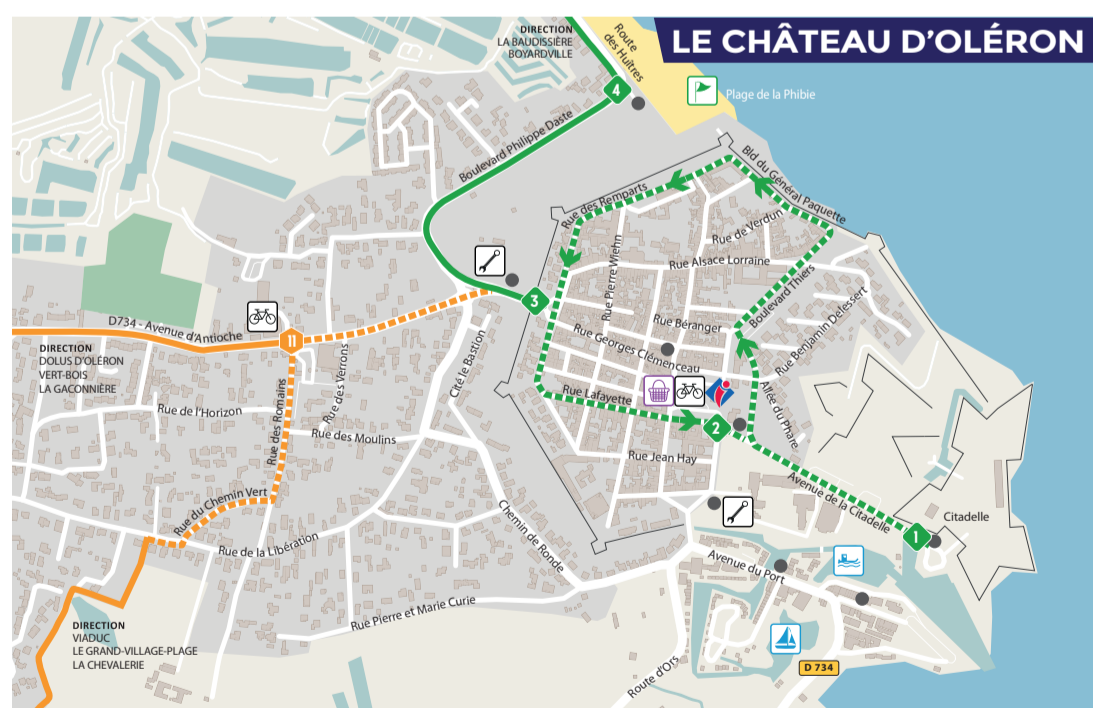 LE CHÂTEAU D'OLÉRON
DIRECTION
LA BAUDISSIÈRE
BOYARDVILLE
Route
des Huîtres
4
Plage de la Phibie
Boulevard Philippe Daste
Bld du Général Paquette
Rue des Remparts
Rue de Verdun
Rue Pierre Wiehn
Rue Alsace Lorraine
3
Boulevard Thiers
Rue Benjamin Delessert
Rue Béranger
Rue Georges Clémenceau
D734 - Avenue d'Antioche
11
DIRECTION
DOLUS D'OLÉRON
VERT-BOIS
LA GACONNIÈRE
Rue des Verrons
Cité le Bastion
Rue Lafayette
Allée du Phare
Rue de l'Horizon
Rue des Romains
Rue des Moulins
2
Rue Jean Hay
Avenue de la Citadelle
Rue du Chemin Vert
Chemin de Ronde
Citadelle
1
Rue de la Libération
Avenue du Port
Rue Pierre et Marie Curie
DIRECTION
VIADUC
LE GRAND-VILLAGE-PLAGE
LA CHEVALERIE
Route d'Ors
D 734